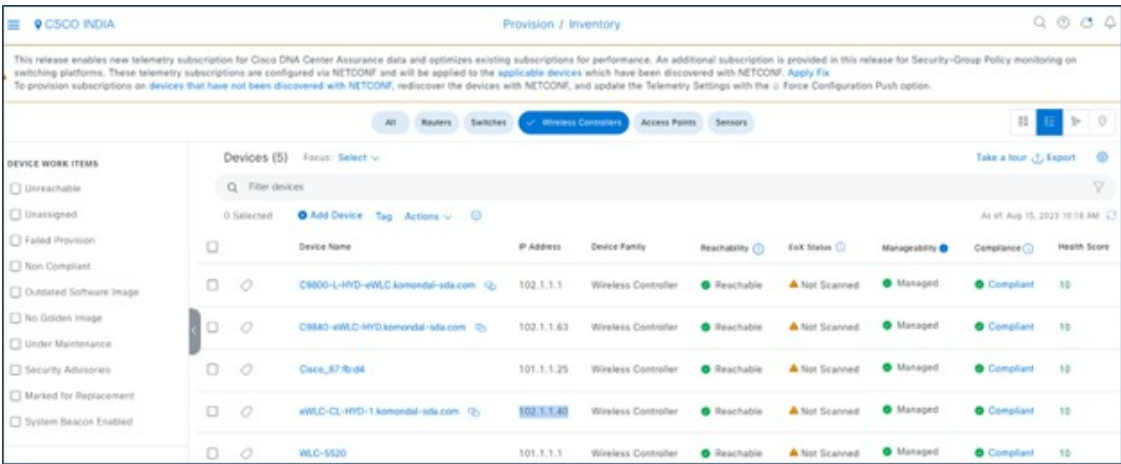 CSCO INDIA
Provision / Inventory
This release enables new telemetry subscription for Cisco DNA Center Assurance data and optimizes existing subscriptions for performance. An additional subscription is provided in this release for Security-Group Policy monitoring on
switching platforms. These telemetry subscriptions are configured via NETCONF and will be applied to the applicable devices which have been discovered with NETCONF. Apply Fix
To provision subscriptions on devices that have not been discovered with NETCONF, rediscover the devices with NETCONF, and update the Telemetry Settings with the Force Configuration Push option.
All Routers Switches Wireless Controllers Access Points Sensors
DEVICE WORK ITEMS
Unreachable
Unassigned
Failed Provision
Non Compliant
Outdated Software Image
No Golden Image
Under Maintenance
Security Advisories
Marked for Replacement
System Beacon Enabled
Devices (5) Focus: Select
Take a tour Export
Filter devices
0 Selected Add Device Tag Actions
As of: Aug 15, 2023 10:18 AM
Device Name IP Address Device Family Reachability EoX Status Manageability Compliance Health Score
C9800-L-HYD-eWLC.komondal-sda.com 102.1.1.1 Wireless Controller Reachable Not Scanned Managed Compliant 10
C9840-eWLC-HYD.komondal-sda.com 102.1.1.63 Wireless Controller Reachable Not Scanned Managed Compliant 10
Cisco_87:fb:d4 101.1.1.25 Wireless Controller Reachable Not Scanned Managed Compliant 10
eWLC-CL-HYD-1.komondal-sda.com 102.1.1.40 Wireless Controller Reachable Not Scanned Managed Compliant 10
WLC-5520 101.1.1.1 Wireless Controller Reachable Not Scanned Managed Compliant 10